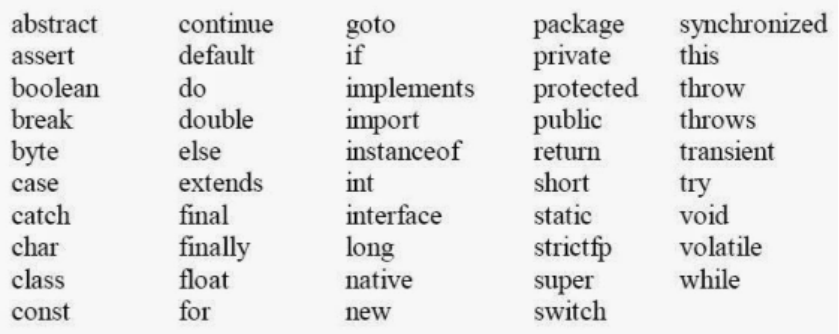 abstract continue goto package synchronized
assert default if private this
boolean do implements protected throw
break double import public throws
byte else instanceof return transient
case extends int short try
catch final interface static void
char finally long strictfp volatile
class float native super while
const for new switch